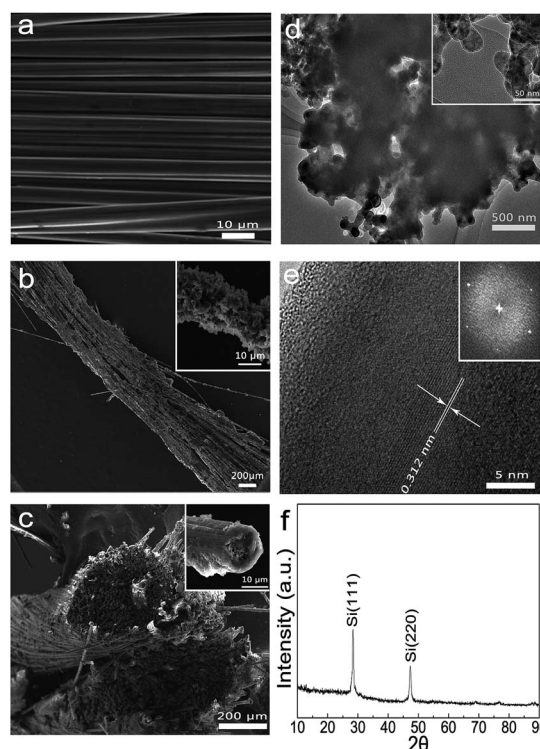 a
10 µm
b
10 µm
200µm
c
10 µm
200 µm
d
50 nm
500 nm
e
0.312 nm
5 nm
f
Intensity (a.u.)
Si(111)
Si(220)
10 20 30 40 50 60 70 80 90
2θ